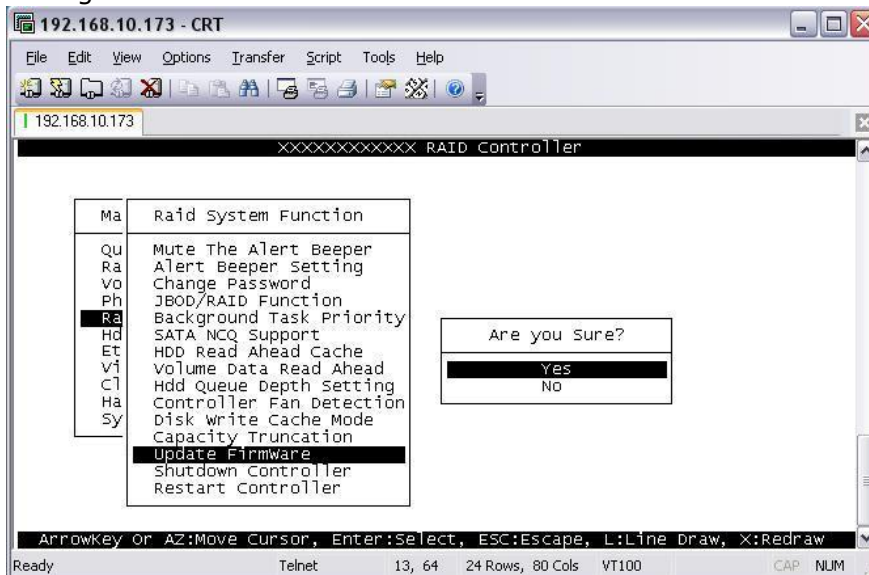 192.168.10.173 - CRT
File Edit View Options Transfer Script Tools Help
192.168.10.173
XXXXXXXXXXXX RAID Controller
Ma
Qu
Ra
Vo
Ph
Ra
Hd
Et
Vi
Cl
Ha
Sy
Raid System Function
Mute The Alert Beeper
Alert Beeper Setting
Change Password
JBOD/RAID Function
Background Task Priority
SATA NCQ Support
HDD Read Ahead Cache
Volume Data Read Ahead
Hdd Queue Depth Setting
Controller Fan Detection
Disk Write Cache Mode
Capacity Truncation
Update FirmWare
Shutdown Controller
Restart Controller
Are you Sure?
Yes
No
ArrowKey Or AZ:Move Cursor, Enter:Select, ESC:Escape, L:Line Draw, X:Redraw
Ready Telnet 13, 64 24 Rows, 80 Cols VT100 CAP NUM